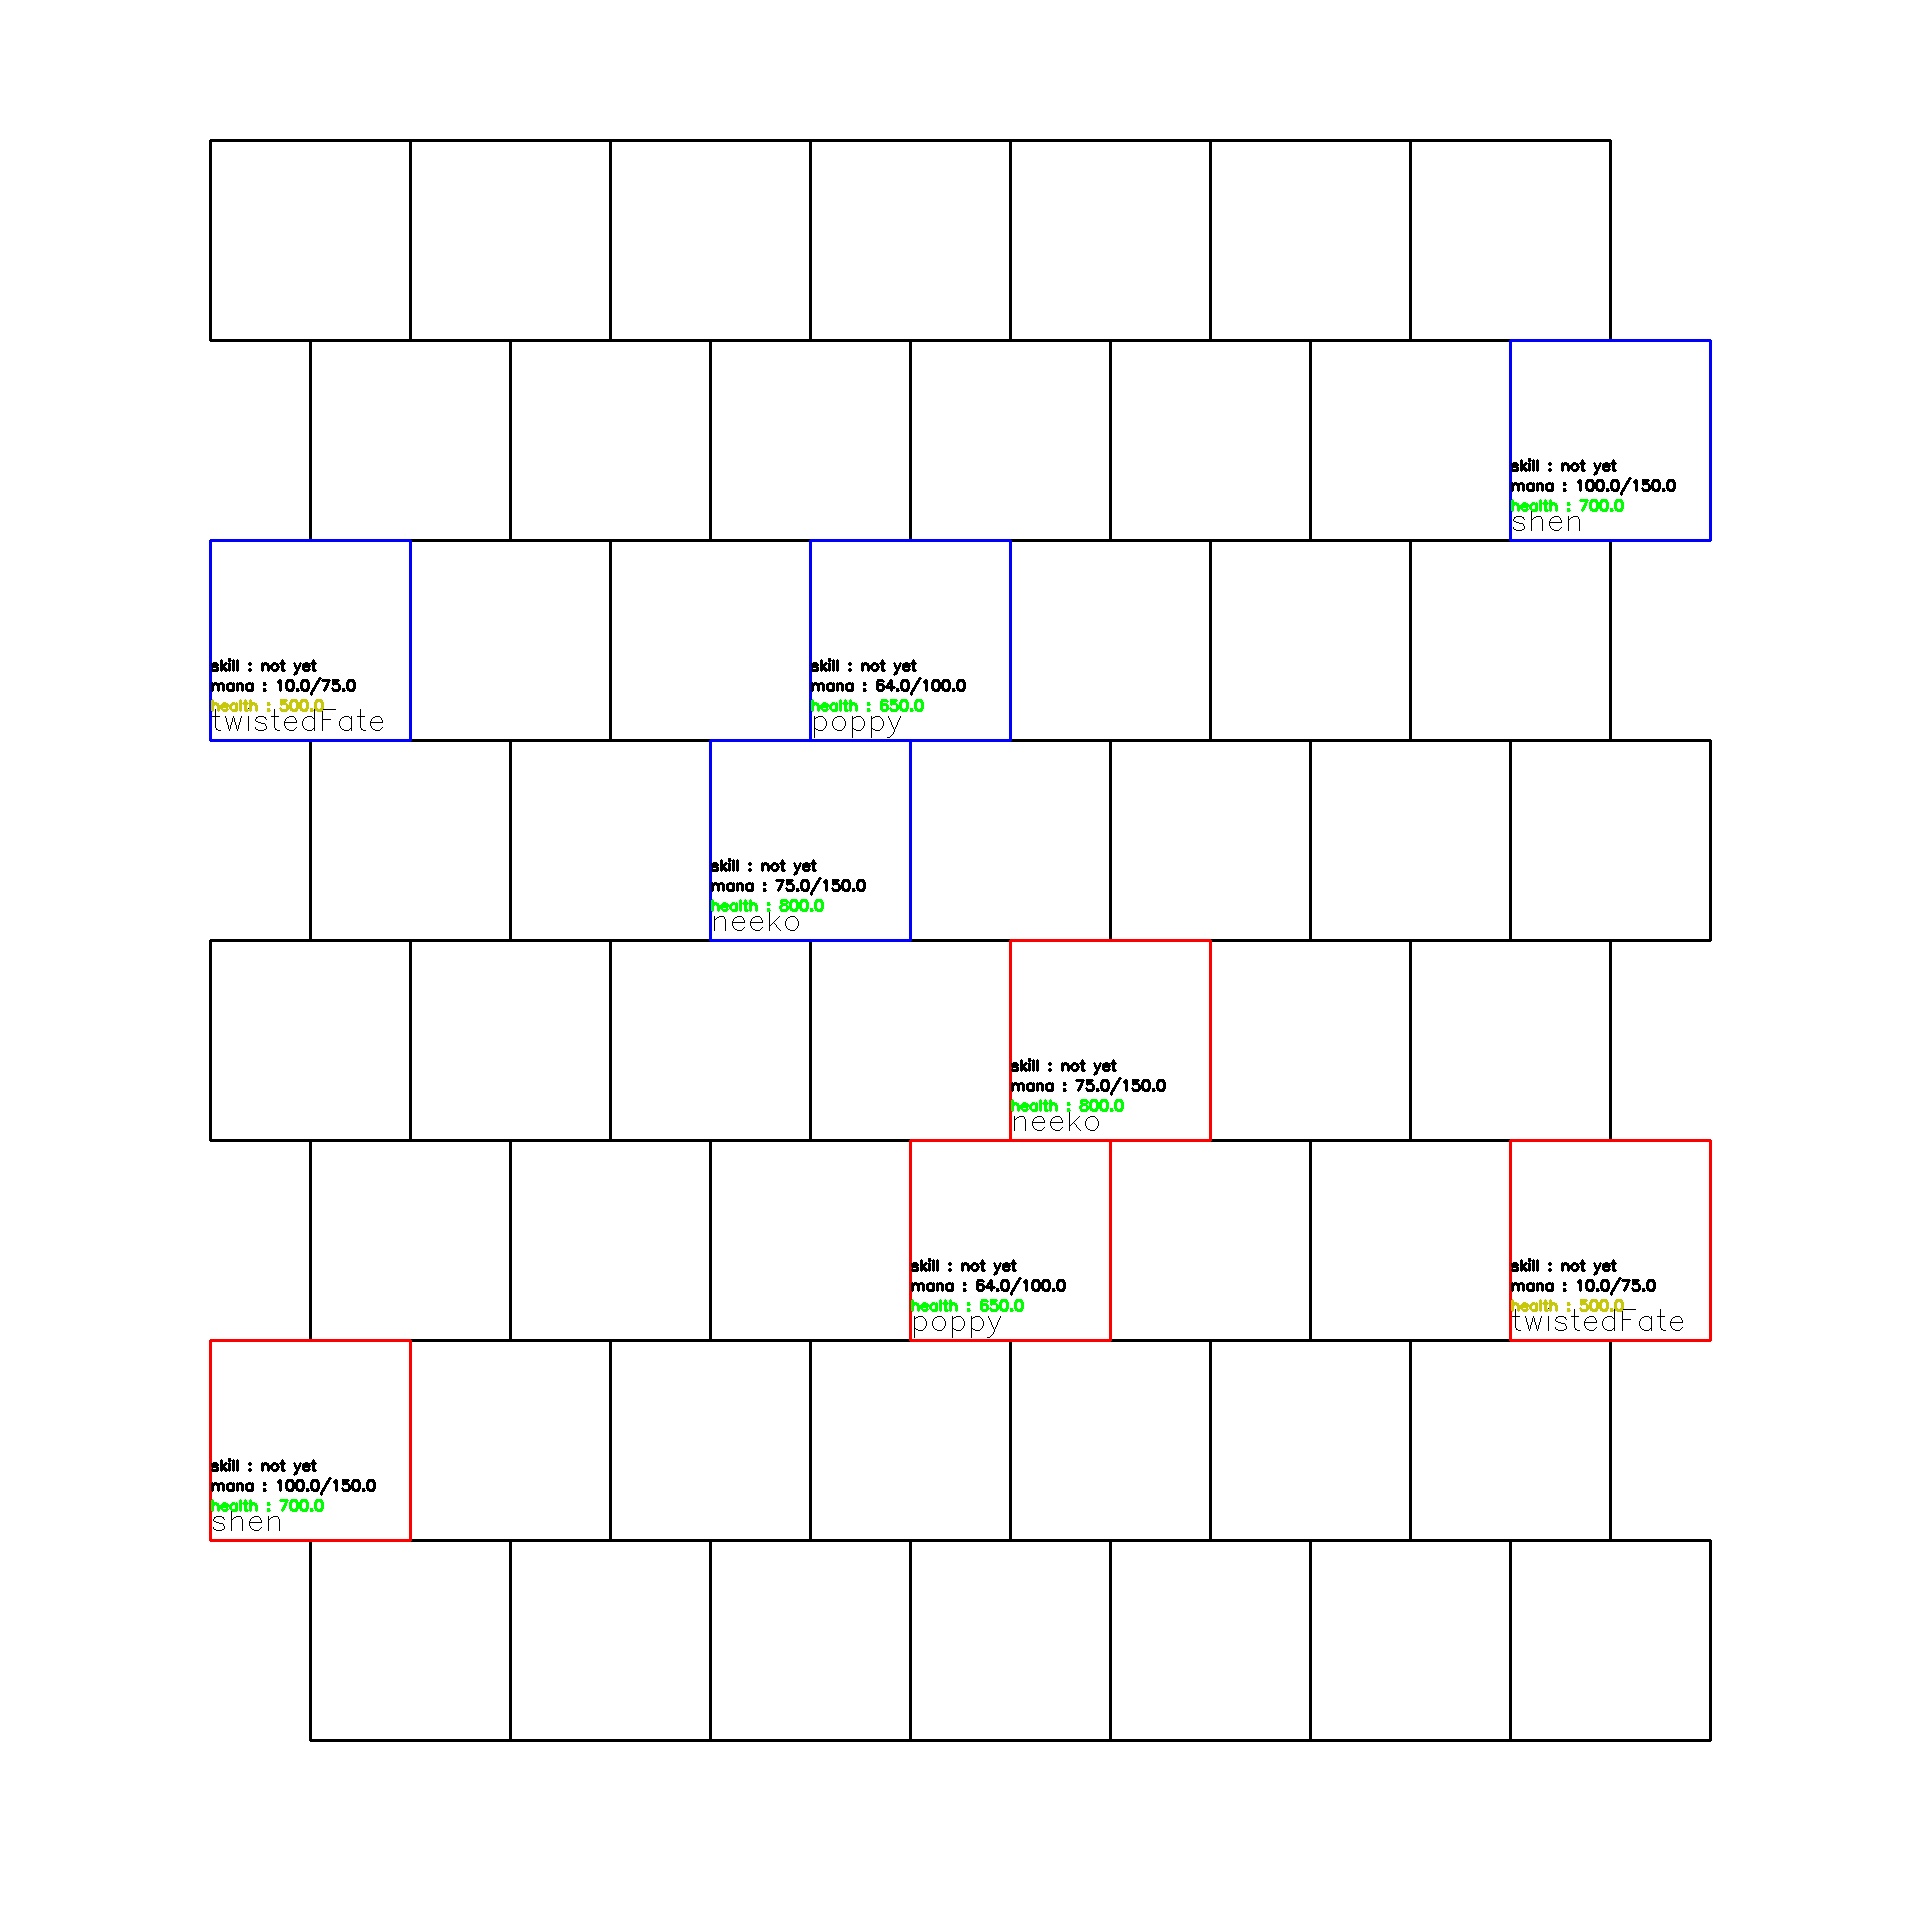 skill : not yet
mana : 100.0/150.0
health : 700.0
shen
skill : not yet
mana : 10.0/75.0
health : 500.0
twistedFate
skill : not yet
mana : 64.0/100.0
health : 650.0
poppy
skill : not yet
mana : 75.0/150.0
health : 800.0
neeko
skill : not yet
mana : 75.0/150.0
health : 800.0
neeko
skill : not yet
mana : 64.0/100.0
health : 650.0
poppy
skill : not yet
mana : 10.0/75.0
health : 500.0
twistedFate
skill : not yet
mana : 100.0/150.0
health : 700.0
shen